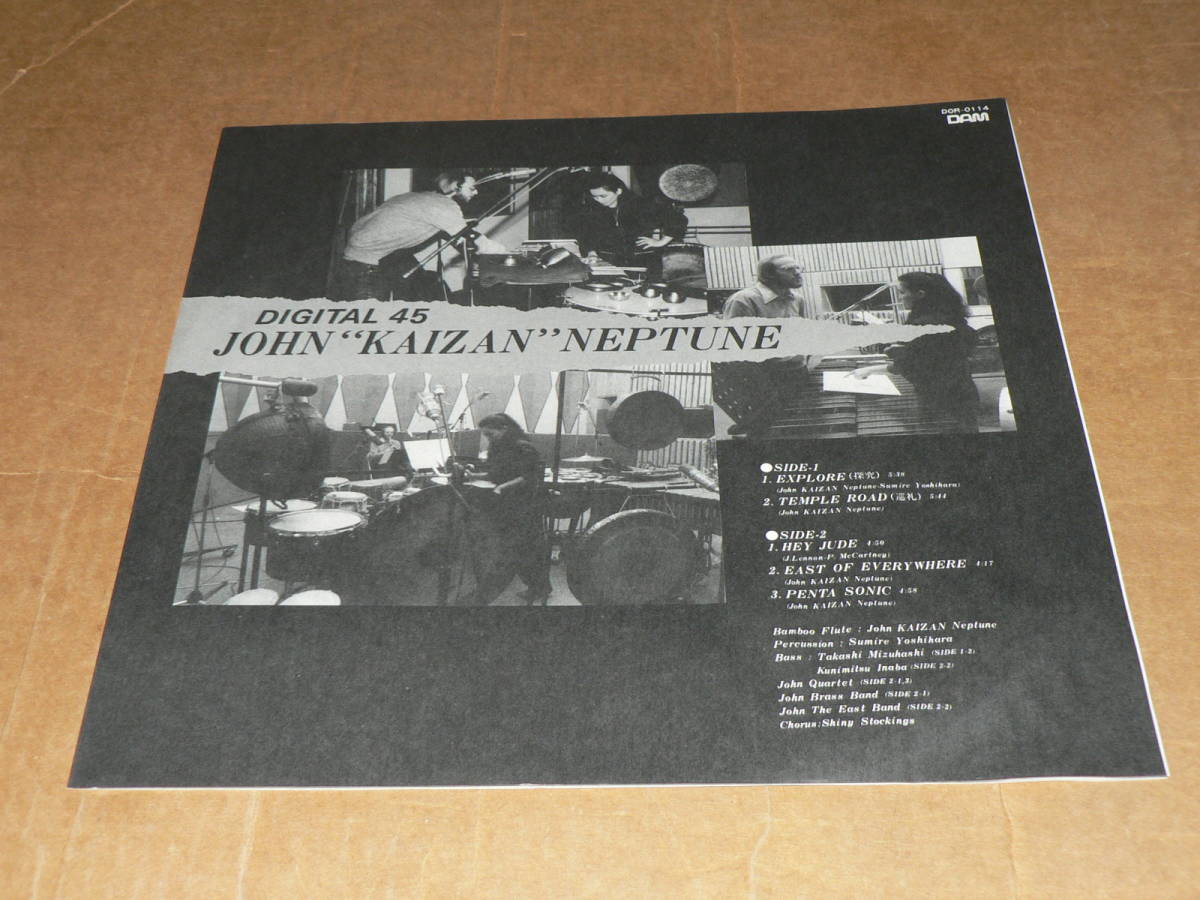 DOR-0114
DAM
DIGITAL 45
JOHN "KAIZAN" NEPTUNE
●SIDE-1
1. EXPLORE (探究) 5:38
(John KAIZAN Neptune-Sumire Yoshihara)
2. TEMPLE ROAD (巡礼) 5:44
(John KAIZAN Neptune)
●SIDE-2
1. HEY JUDE 4:50
(J.Lennon-P. McCartney)
2. EAST OF EVERYWHERE 4:17
(John KAIZAN Neptune)
3. PENTA SONIC 4:58
(John KAIZAN Neptune)
Bamboo Flute : John KAIZAN Neptune
Percussion : Sumire Yoshihara
Bass : Takashi Mizuhashi (SIDE 1-2)
Kunimitsu Inaba (SIDE 2-2)
John Quartet (SIDE 2-1,3)
John Brass Band (SIDE 2-1)
John The East Band (SIDE 2-2)
Chorus:Shiny Stockings